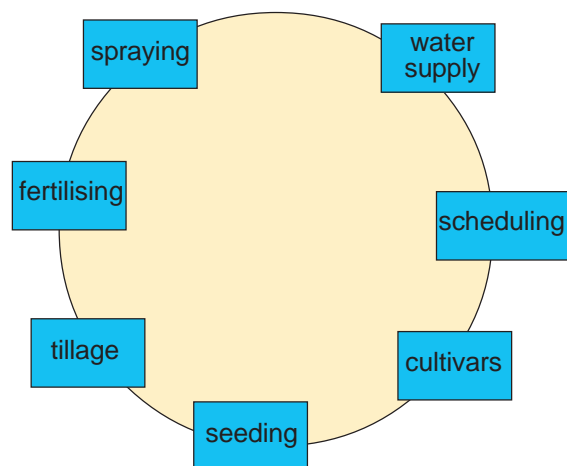 spraying
water
supply
fertilising
scheduling
tillage
cultivars
seeding